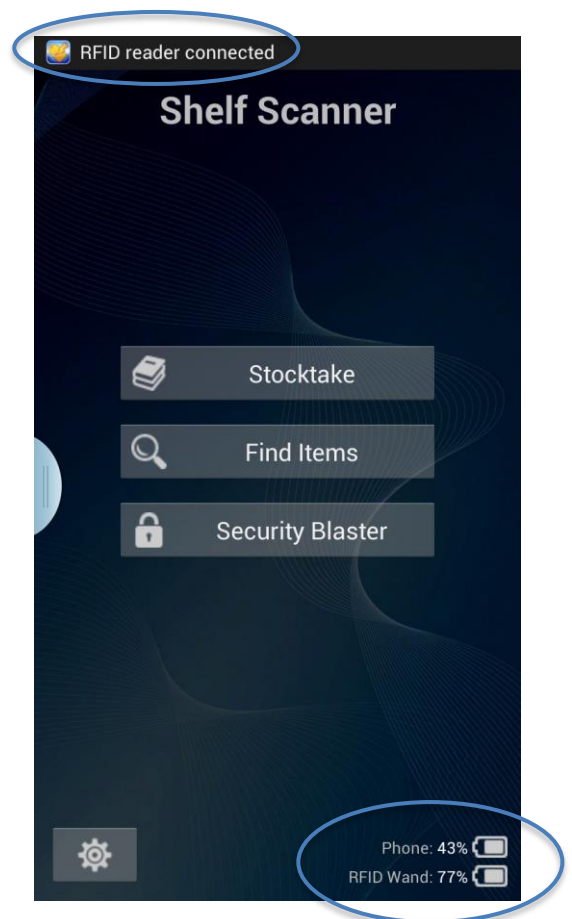 RFID reader connected
Shelf Scanner
Stocktake
Find Items
Security Blaster
Phone: 43%
RFID Wand: 77%